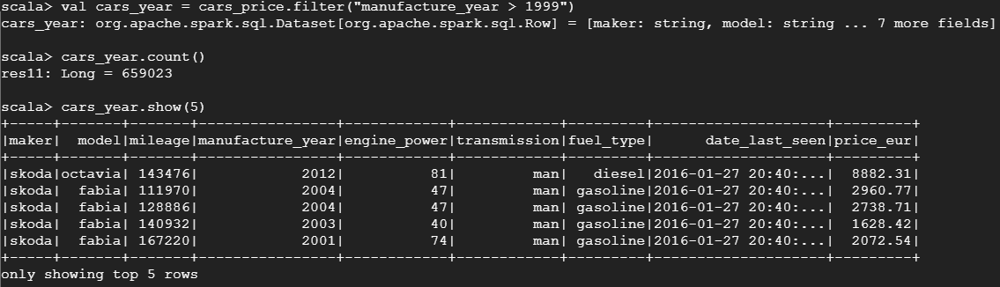 scala> val cars_year = cars_price.filter("manufacture_year > 1999")
cars_year: org.apache.spark.sql.Dataset[org.apache.spark.sql.Row] = [maker: string, model: string ... 7 more fields]
scala> cars_year.count()
res11: Long = 659023
scala> cars_year.show(5)
+-----+-------+-------+----------------+------------+------------+---------+--------------------+---------+
|maker|  model|mileage|manufacture_year|engine_power|transmission|fuel_type|      date_last_seen|price_eur|
+-----+-------+-------+----------------+------------+------------+---------+--------------------+---------+
|skoda|octavia| 143476|            2012|          81|         man|   diesel|2016-01-27 20:40:...|  8882.31|
|skoda|  fabia| 111970|            2004|          47|         man| gasoline|2016-01-27 20:40:...|  2960.77|
|skoda|  fabia| 128886|            2004|          47|         man| gasoline|2016-01-27 20:40:...|  2738.71|
|skoda|  fabia| 140932|            2003|          40|         man| gasoline|2016-01-27 20:40:...|  1628.42|
|skoda|  fabia| 167220|            2001|          74|         man| gasoline|2016-01-27 20:40:...|  2072.54|
+-----+-------+-------+----------------+------------+------------+---------+--------------------+---------+
only showing top 5 rows